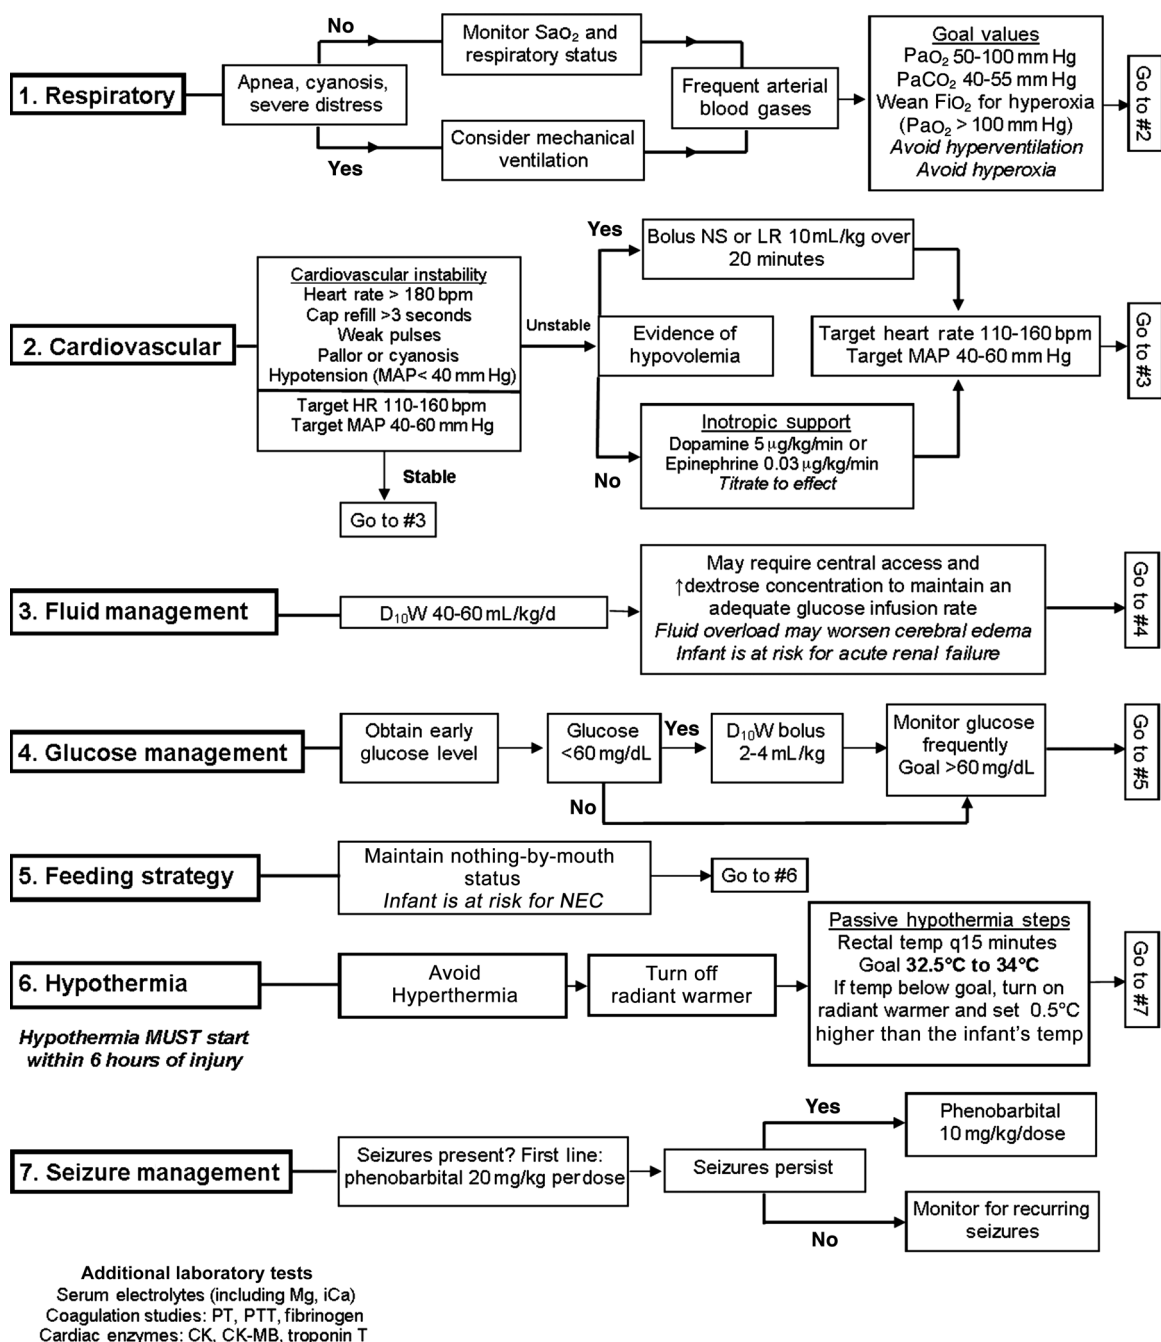 1. Respiratory
Apnea, cyanosis,
severe distress
No
Yes
Monitor SaO₂ and
respiratory status
Consider mechanical
ventilation
Frequent arterial
blood gases
Goal values
PaO₂ 50-100 mm Hg
PaCO₂ 40-55 mm Hg
Wean FiO₂ for hyperoxia
(PaO₂ > 100 mm Hg)
Avoid hyperventilation
Avoid hyperoxia
Go to #2
2. Cardiovascular
Cardiovascular instability
Heart rate > 180 bpm
Cap refill >3 seconds
Weak pulses
Pallor or cyanosis
Hypotension (MAP< 40 mm Hg)
Target HR 110-160 bpm
Target MAP 40-60 mm Hg
Stable
Go to #3
Unstable
Evidence of
hypovolemia
Yes
Bolus NS or LR 10mL/kg over
20 minutes
No
Inotropic support
Dopamine 5 µg/kg/min or
Epinephrine 0.03 µg/kg/min
Titrate to effect
Target heart rate 110-160 bpm
Target MAP 40-60 mm Hg
Go to #3
3. Fluid management
D₁₀W 40-60 mL/kg/d
May require central access and
↑dextrose concentration to maintain an
adequate glucose infusion rate
Fluid overload may worsen cerebral edema
Infant is at risk for acute renal failure
Go to #4
4. Glucose management
Obtain early
glucose level
Glucose
<60 mg/dL
Yes
No
D₁₀W bolus
2-4 mL/kg
Monitor glucose
frequently
Goal >60 mg/dL
Go to #5
5. Feeding strategy
Maintain nothing-by-mouth
status
Infant is at risk for NEC
Go to #6
6. Hypothermia
Hypothermia MUST start
within 6 hours of injury
Avoid
Hyperthermia
Turn off
radiant warmer
Passive hypothermia steps
Rectal temp q15 minutes
Goal 32.5°C to 34°C
If temp below goal, turn on
radiant warmer and set 0.5°C
higher than the infant's temp
Go to #7
7. Seizure management
Seizures present? First line:
phenobarbital 20 mg/kg per dose
Seizures persist
Yes
Phenobarbital
10 mg/kg/dose
No
Monitor for recurring
seizures
Additional laboratory tests
Serum electrolytes (including Mg, iCa)
Coagulation studies: PT, PTT, fibrinogen
Cardiac enzymes: CK, CK-MB, troponin T